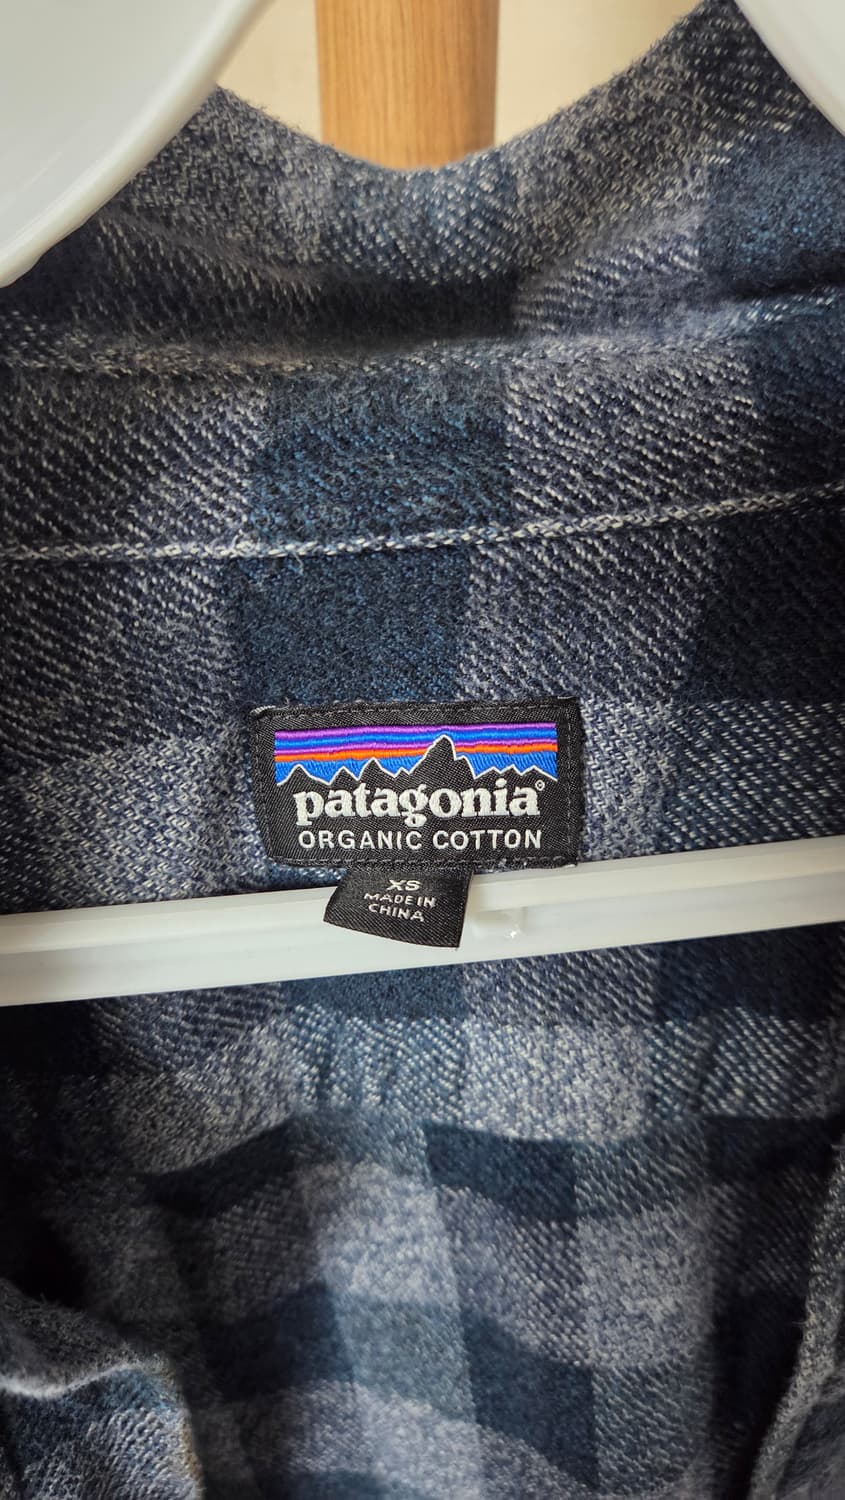 patagonia®
ORGANIC COTTON
XS
MADE IN
CHINA